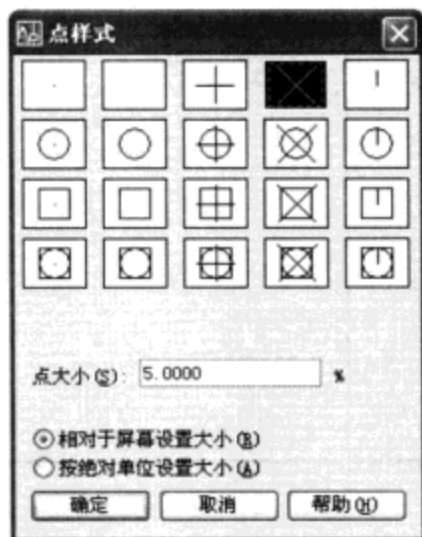 点样式
点大小(S): 5.0000 %
相对于屏幕设置大小(R)
按绝对单位设置大小(A)
确定 取消 帮助(H)